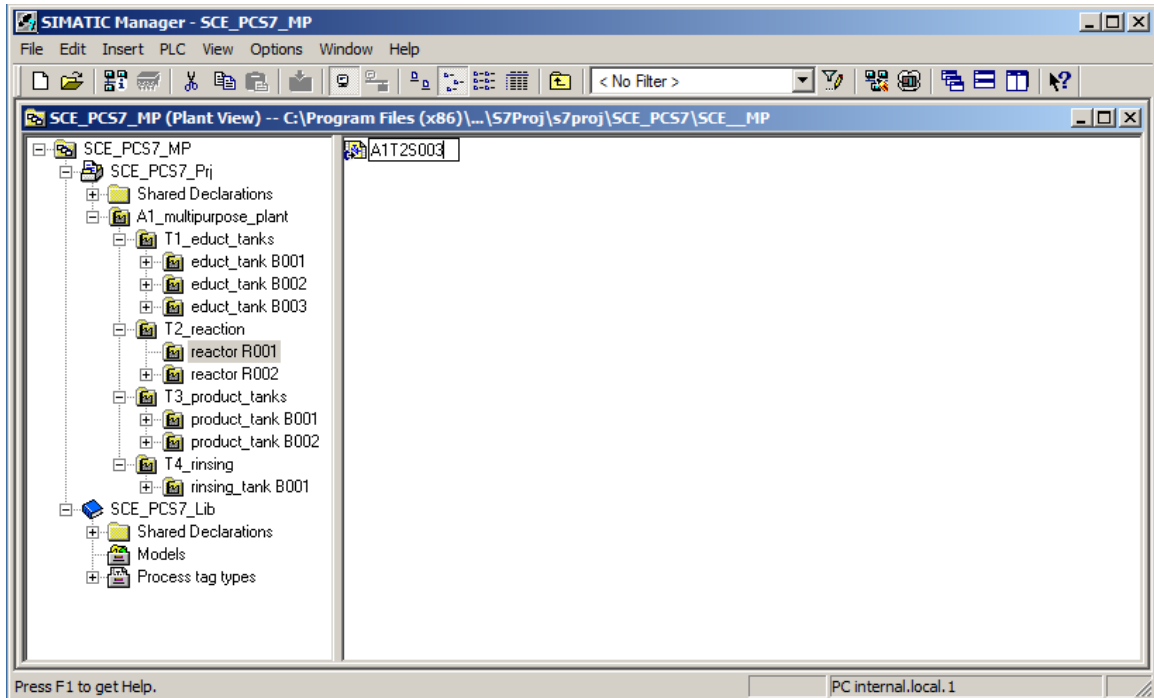 SIMATIC Manager - SCE_PCS7_MP
File Edit Insert PLC View Options Window Help
< No Filter >
SCE_PCS7_MP (Plant View) -- C:\Program Files (x86)\...\S7Proj\s7proj\SCE_PCS7\SCE__MP
SCE_PCS7_MP
A1T2S003
SCE_PCS7_Prj
Shared Declarations
A1_multipurpose_plant
T1_educt_tanks
educt_tank B001
educt_tank B002
educt_tank B003
T2_reaction
reactor R001
reactor R002
T3_product_tanks
product_tank B001
product_tank B002
T4_rinsing
rinsing_tank B001
SCE_PCS7_Lib
Shared Declarations
Models
Process tag types
Press F1 to get Help.
PC internal.local.1